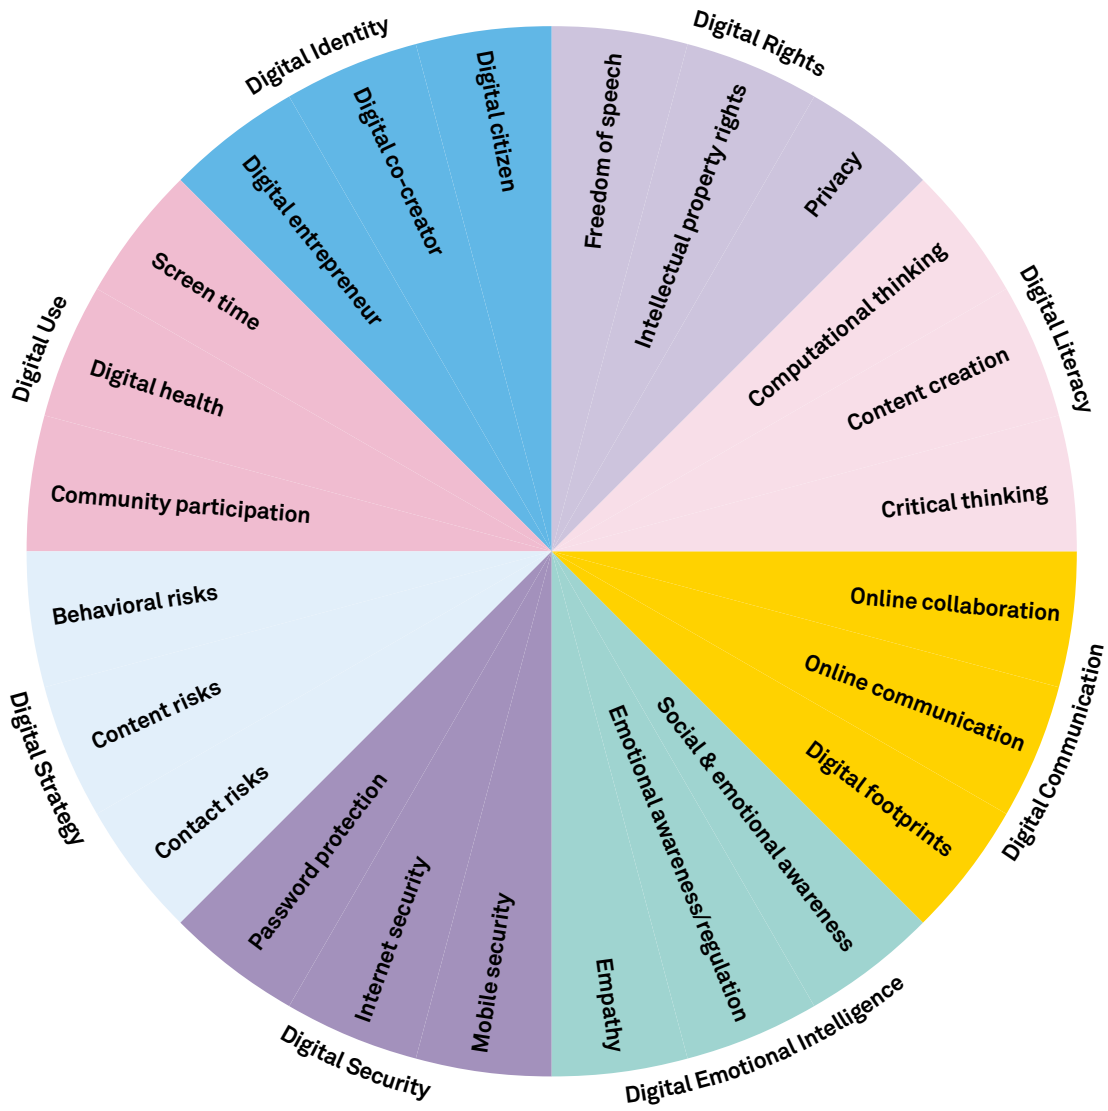 Digital Rights
Freedom of speech
Intellectual property rights
Privacy
Digital Literacy
Computational thinking
Content creation
Critical thinking
Digital Communication
Online collaboration
Online communication
Digital footprints
Digital Emotional Intelligence
Social & emotional awareness
Emotional awareness/regulation
Empathy
Digital Security
Mobile security
Internet security
Password protection
Digital Strategy
Contact risks
Content risks
Behavioral risks
Digital Use
Community participation
Digital health
Screen time
Digital Identity
Digital entrepreneur
Digital co-creator
Digital citizen